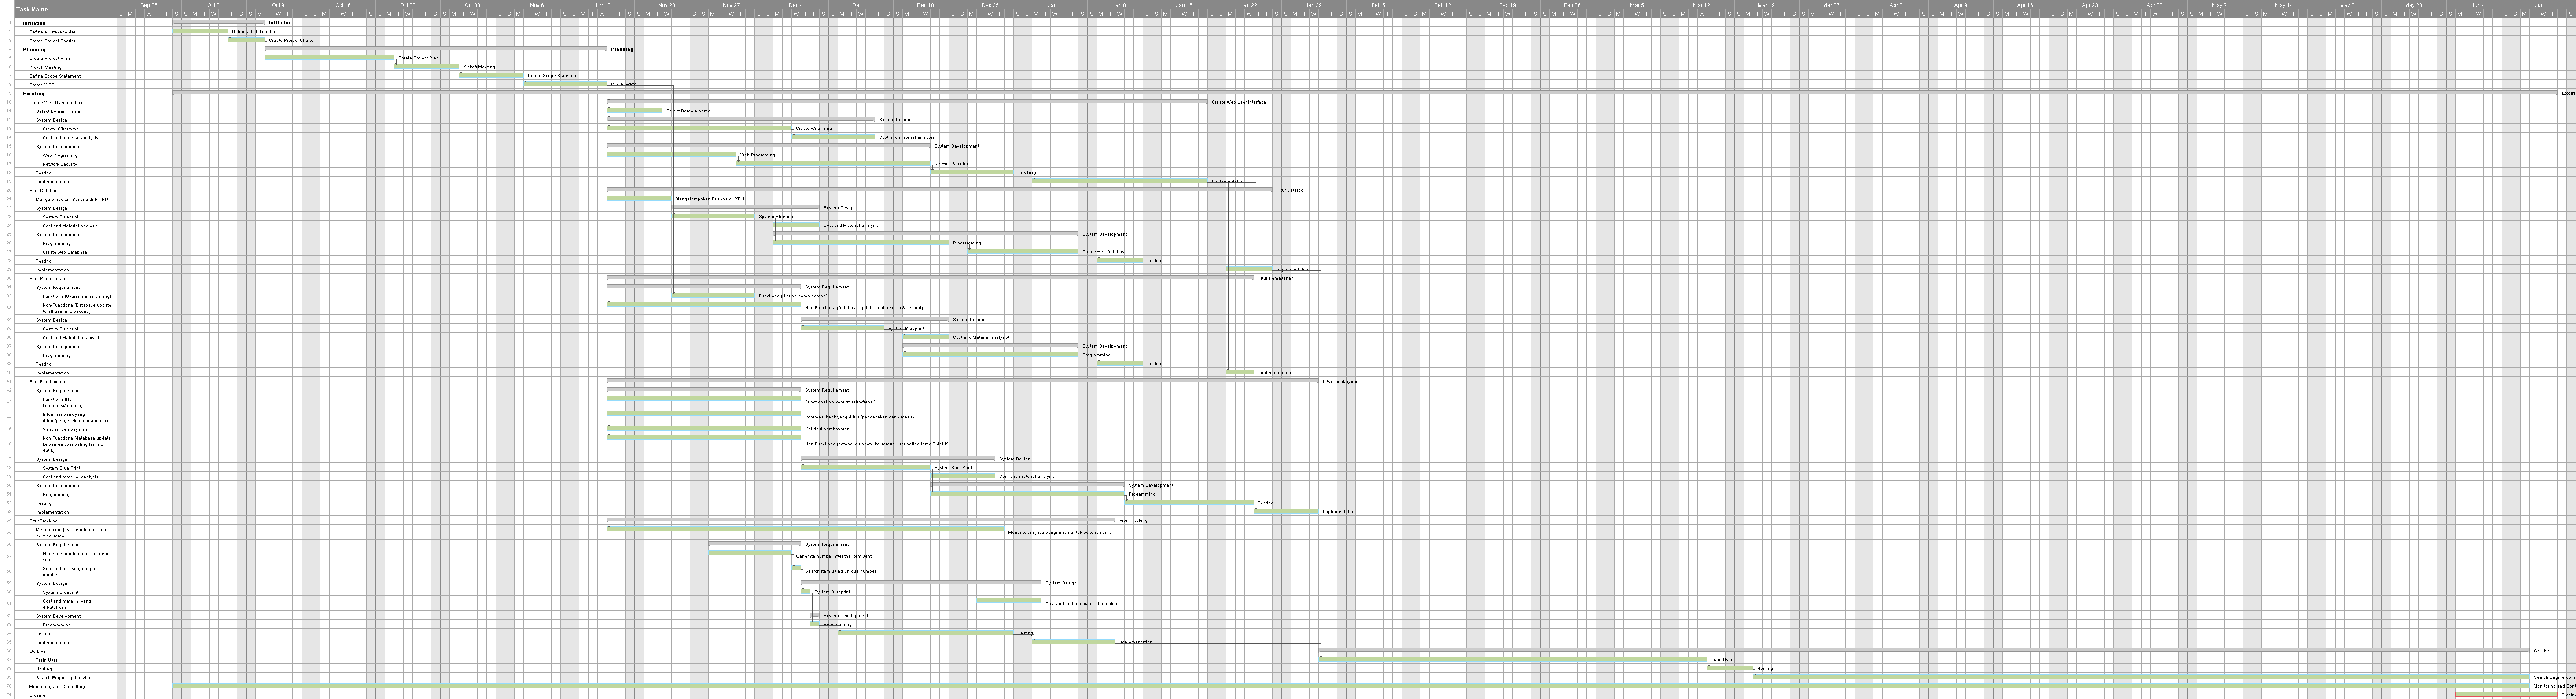 Task Name
Sep 25 Oct 2 Oct 9 Oct 16 Oct 23 Oct 30 Nov 6 Nov 13 Nov 20 Nov 27 Dec 4 Dec 11 Dec 18 Dec 25 Jan 1 Jan 8 Jan 15 Jan 22 Jan 29 Feb 5 Feb 12 Feb 19 Feb 26 Mar 5 Mar 12 Mar 19 Mar 26 Apr 2 Apr 9 Apr 16 Apr 23 Apr 30 May 7 May 14 May 21 May 28 Jun 4 Jun 11
1 Initiation Initiation
2 Define all stakeholder Define all stakeholder
3 Create Project Charter Create Project Charter
4 Planning Planning
5 Create Project Plan Create Project Plan
6 Kickoff Meeting Kickoff Meeting
7 Define Scope Statement Define Scope Statement
8 Create WBS Create WBS
9 Excuting
10 Create Web User Interface Create Web User Interface
11 Select Domain name Select Domain name
12 System Design System Design
13 Create Wireframe Create Wireframe
14 Cost and material analysis Cost and material analysis
15 System Development System Development
16 Web Programing Web Programing
17 Network Security Network Security
18 Testing Testing
19 Implementation Implementation
20 Fitur Catalog Fitur Catalog
21 Mengelompokan Busana di PT HLI Mengelompokan Busana di PT HLI
22 System Design System Design
23 System Blueprint System Blueprint
24 Cost and Material analysis Cost and Material analysis
25 System Development System Development
26 Programming Programming
27 Create web Database Create web Database
28 Testing Testing
29 Implementation Implementation
30 Fitur Pemesanan Fitur Pemesanan
31 System Requirement System Requirement
32 Functional(Ukuran,nama barang) Functional(Ukuran,nama barang)
33 Non-Functional(Database update to all user in 3 second) Non-Functional(Database update to all user in 3 second)
34 System Design System Design
35 System Blueprint System Blueprint
36 Cost and Material analysist Cost and Material analysist
37 System Development System Development
38 Programming Programming
39 Testing Testing
40 Implementation Implementation
41 Fitur Pembayaran Fitur Pembayaran
42 System Requirement System Requirement
43 Functional(No konfirmasi/refrensi) Functional(No konfirmasi/refrensi)
44 Informasi bank yang dituju/pengecekan dana masuk Informasi bank yang dituju/pengecekan dana masuk
45 Validasi pembayaran Validasi pembayaran
46 Non Functional(database update ke semua user paling lama 3 detik) Non Functional(database update ke semua user paling lama 3 detik)
47 System Design System Design
48 System Blue Print System Blue Print
49 Cost and material analysis Cost and material analysis
50 System Development System Development
51 Progamming Progamming
52 Testing Testing
53 Implementation Implementation
54 Fitur Tracking Fitur Tracking
55 Menentukan jasa pengiriman untuk bekerja sama Menentukan jasa pengiriman untuk bekerja sama
56 System Requirement System Requirement
57 Generate number after the item sent Generate number after the item sent
58 Search item using unique number Search item using unique number
59 System Design System Design
60 System Blueprint System Blueprint
61 Cost and material yang dibutuhkan Cost and material yang dibutuhkan
62 System Development System Development
63 Programming Programming
64 Testing Testing
65 Implementation Implementation
66 Go Live Go Live
67 Train User Train User
68 Hosting Hosting
69 Search Engine optimaztion Search Engine
70 Monitoring and Controlling Monitoring and
71 Closing